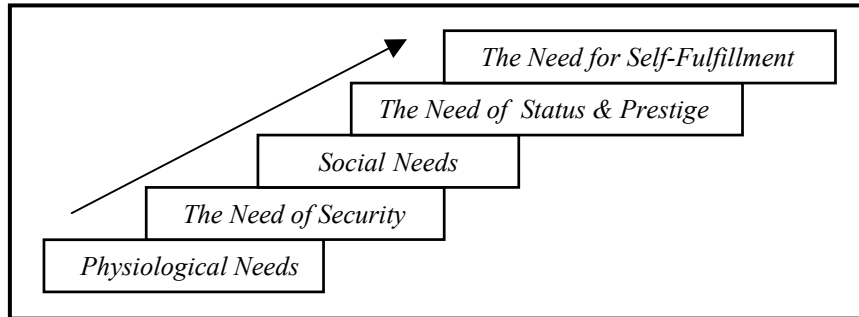 The Need for Self-Fulfillment
The Need of Status & Prestige
Social Needs
The Need of Security
Physiological Needs